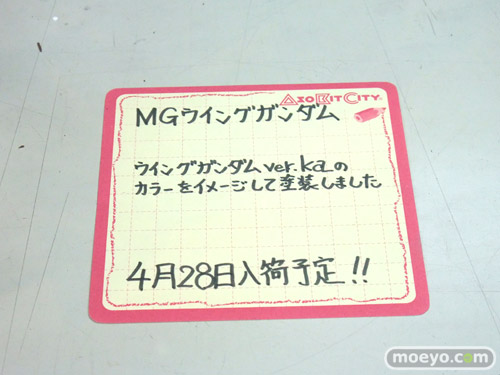 AsoBitCity
MGウイングガンダム
ウイングガンダムver.kaの
カラーをイメージして塗装しました
4月28日入荷予定!!
moeyo.com